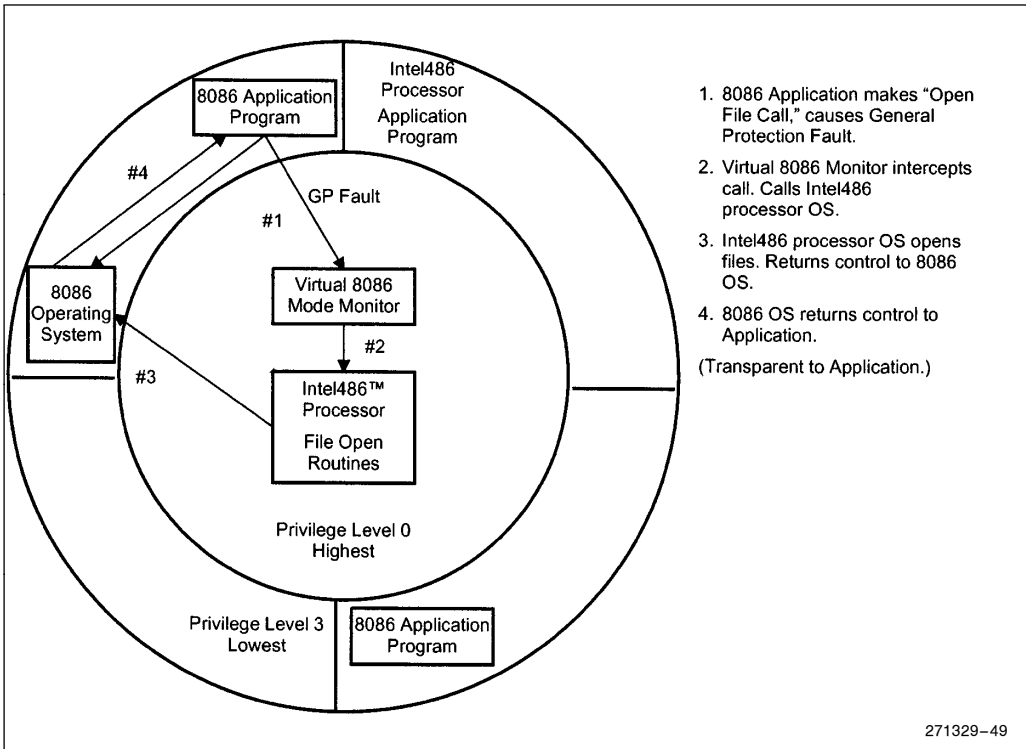 Intel486
Processor
Application
Program
8086 Application
Program
#4
GP Fault
#1
8086
Operating
System
Virtual 8086
Mode Monitor
#2
#3
Intel486™
Processor
File Open
Routines
Privilege Level 0
Highest
Privilege Level 3
Lowest
8086 Application
Program
1. 8086 Application makes “Open
File Call,” causes General
Protection Fault.
2. Virtual 8086 Monitor intercepts
call. Calls Intel486
processor OS.
3. Intel486 processor OS opens
files. Returns control to 8086
OS.
4. 8086 OS returns control to
Application.
(Transparent to Application.)
271329–49